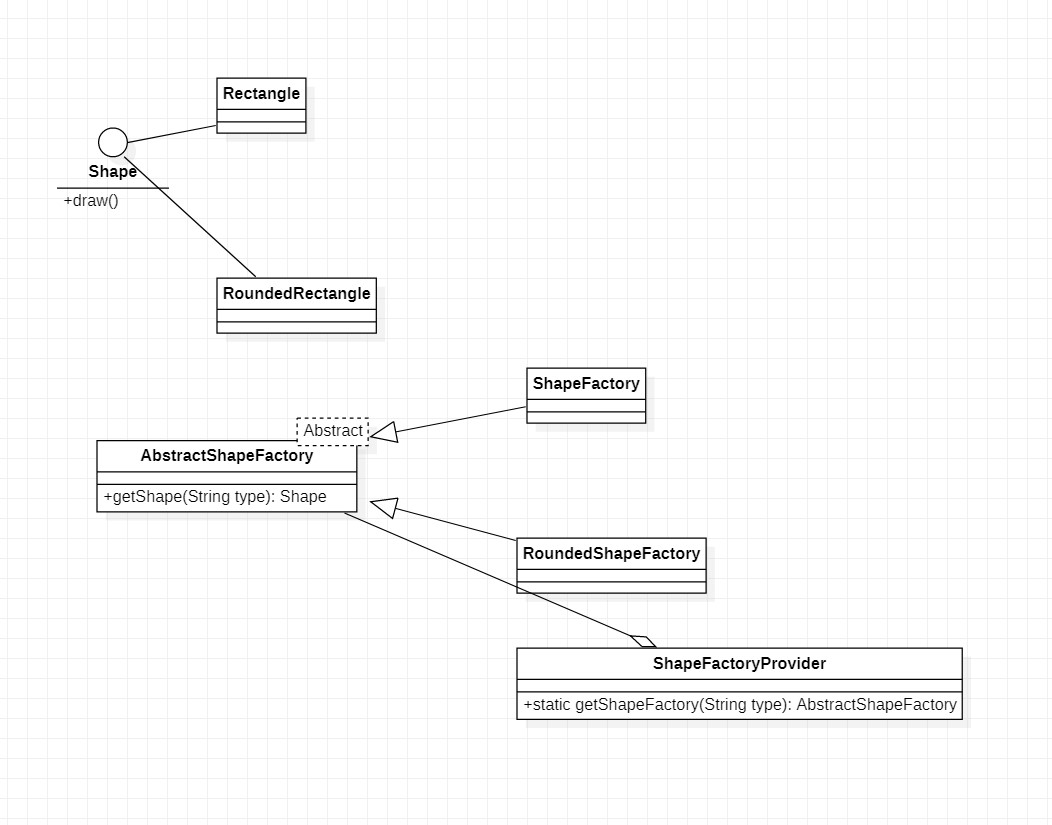 Rectangle
Shape
+draw()
RoundedRectangle
ShapeFactory
Abstract
AbstractShapeFactory
+getShape(String type): Shape
RoundedShapeFactory
ShapeFactoryProvider
+static getShapeFactory(String type): AbstractShapeFactory